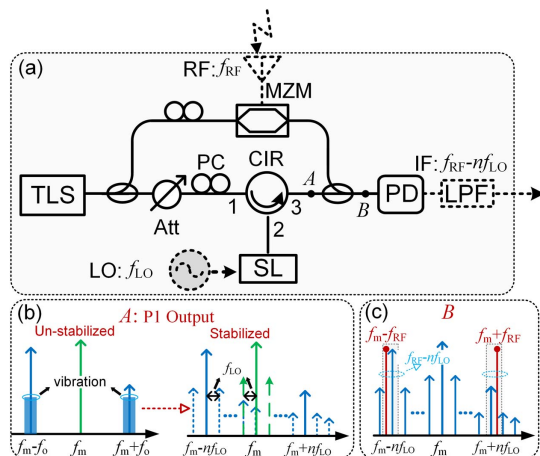 (a)
RF: fRF
MZM
PC
CIR
A
IF: fRF-nfLO
TLS
Att
1
3
B
PD
LPF
2
LO: fLO
SL
(b)
A: P1 Output
Un-stabilized
Stabilized
vibration
fLO
fm-fo
fm
fm+fo
fm-nfLO
fm
fm+nfLO
(c)
B
fm-fRF
fm+fRF
fRF-nfLO
fm-nfLO
fm
fm+nfLO